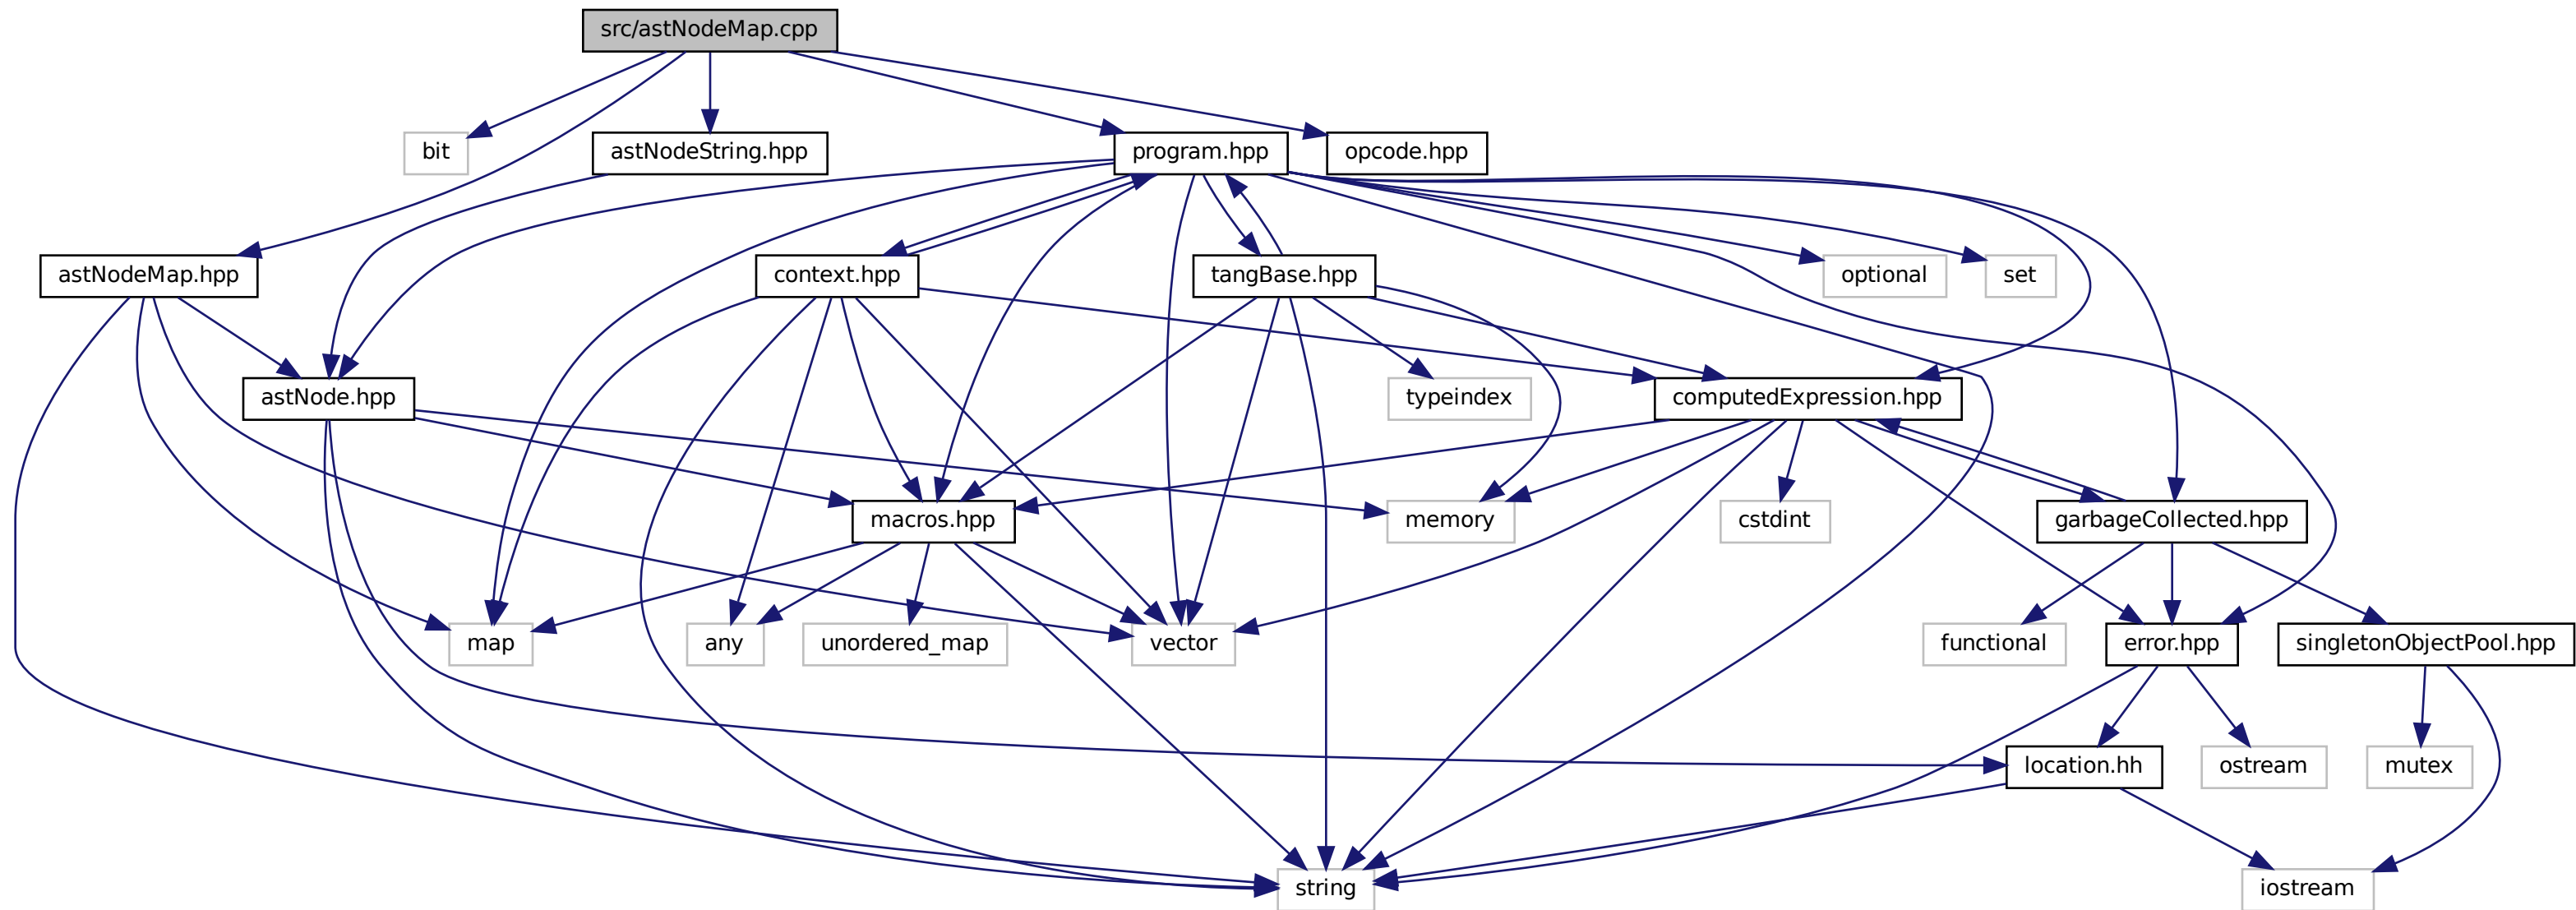 src/astNodeMap.cpp
bit
astNodeString.hpp
program.hpp
opcode.hpp
astNodeMap.hpp
context.hpp
tangBase.hpp
optional
set
astNode.hpp
typeindex
computedExpression.hpp
macros.hpp
memory
cstdint
garbageCollected.hpp
map
any
unordered_map
vector
functional
error.hpp
singletonObjectPool.hpp
location.hh
ostream
mutex
string
iostream